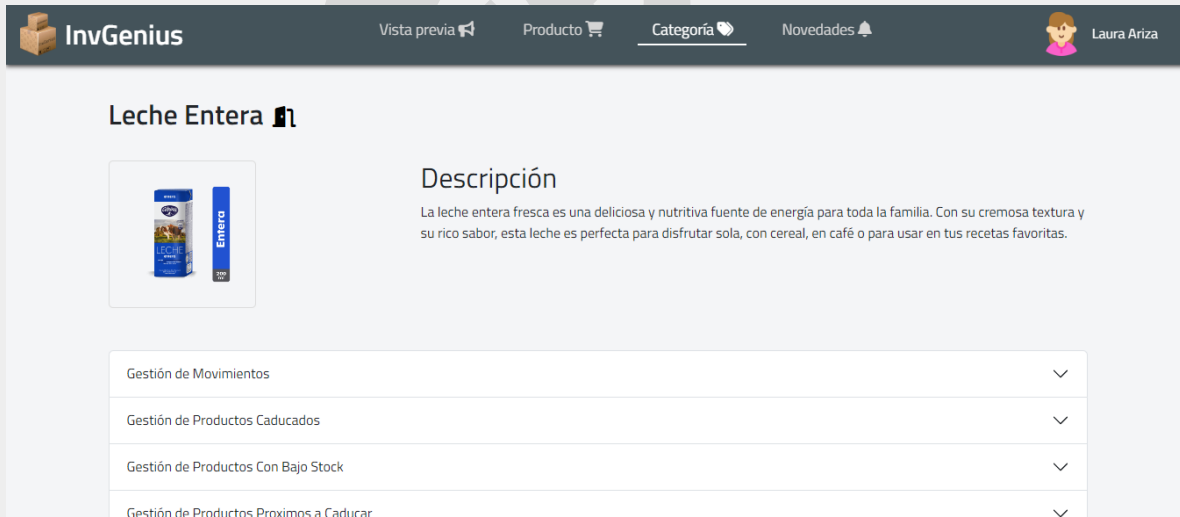 InvGenius
Vista previa
Producto
Categoría
Novedades
Laura Ariza
Leche Entera
LECHE
Entera
200
Descripción
La leche entera fresca es una deliciosa y nutritiva fuente de energía para toda la familia. Con su cremosa textura y
su rico sabor, esta leche es perfecta para disfrutar sola, con cereal, en café o para usar en tus recetas favoritas.
Gestión de Movimientos
Gestión de Productos Caducados
Gestión de Productos Con Bajo Stock
Gestión de Productos Proximos a Caducar